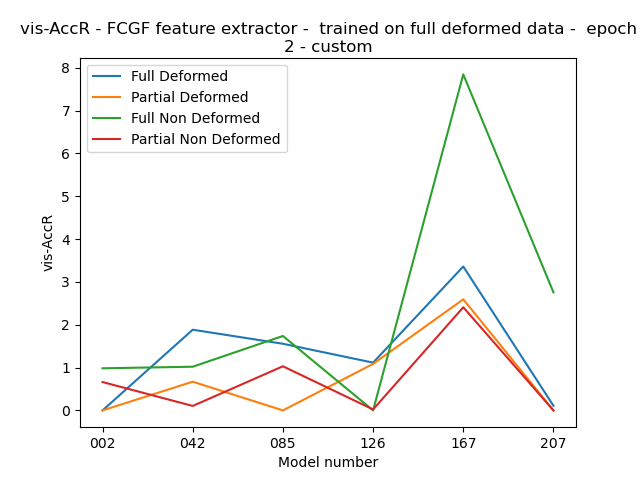 vis-AccR - FCGF feature extractor -  trained on full deformed data -  epoch
2 - custom
Full Deformed
Partial Deformed
Full Non Deformed
Partial Non Deformed
vis-AccR
8
7
6
5
4
3
2
1
0
002 042 085 126 167 207
Model number